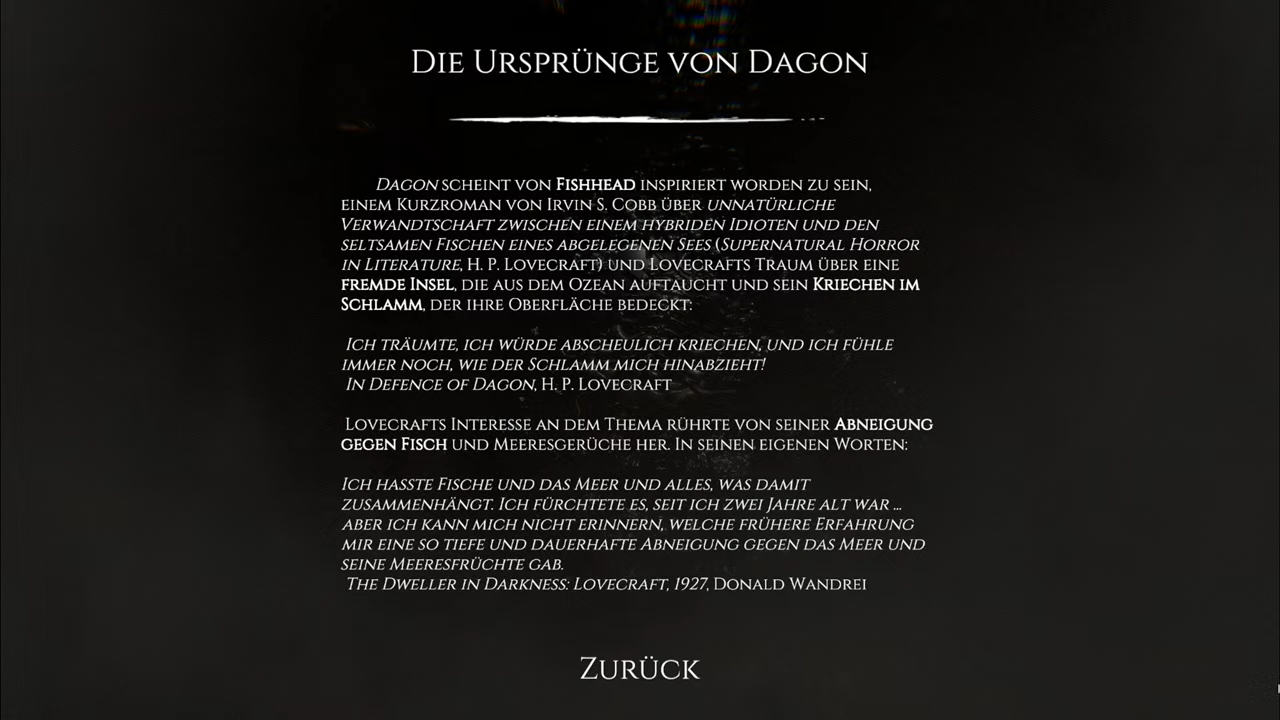 Die Ursprünge von Dagon
Dagon scheint von Fishhead inspiriert worden zu sein,
einem Kurzroman von Irvin S. Cobb über unnatürliche
Verwandtschaft zwischen einem hybriden Idioten und den
seltsamen Fischen eines abgelegenen Sees (Supernatural Horror
in Literature, H. P. Lovecraft) und Lovecrafts Traum über eine
fremde Insel, die aus dem Ozean auftaucht und sein Kriechen im
Schlamm, der ihre Oberfläche bedeckt:
Ich träumte, ich würde abscheulich kriechen, und ich fühle
immer noch, wie der Schlamm mich hinabzieht!
In Defence of Dagon, H. P. Lovecraft
Lovecrafts Interesse an dem Thema rührte von seiner Abneigung
gegen Fisch und Meeresgerüche her. In seinen eigenen Worten:
Ich hasste Fische und das Meer und alles, was damit
zusammenhängt. Ich fürchtete es, seit ich zwei Jahre alt war ...
aber ich kann mich nicht erinnern, welche frühere Erfahrung
mir eine so tiefe und dauerhafte Abneigung gegen das Meer und
seine Meeresfrüchte gab.
The Dweller in Darkness: Lovecraft, 1927, Donald Wandrei
Zurück